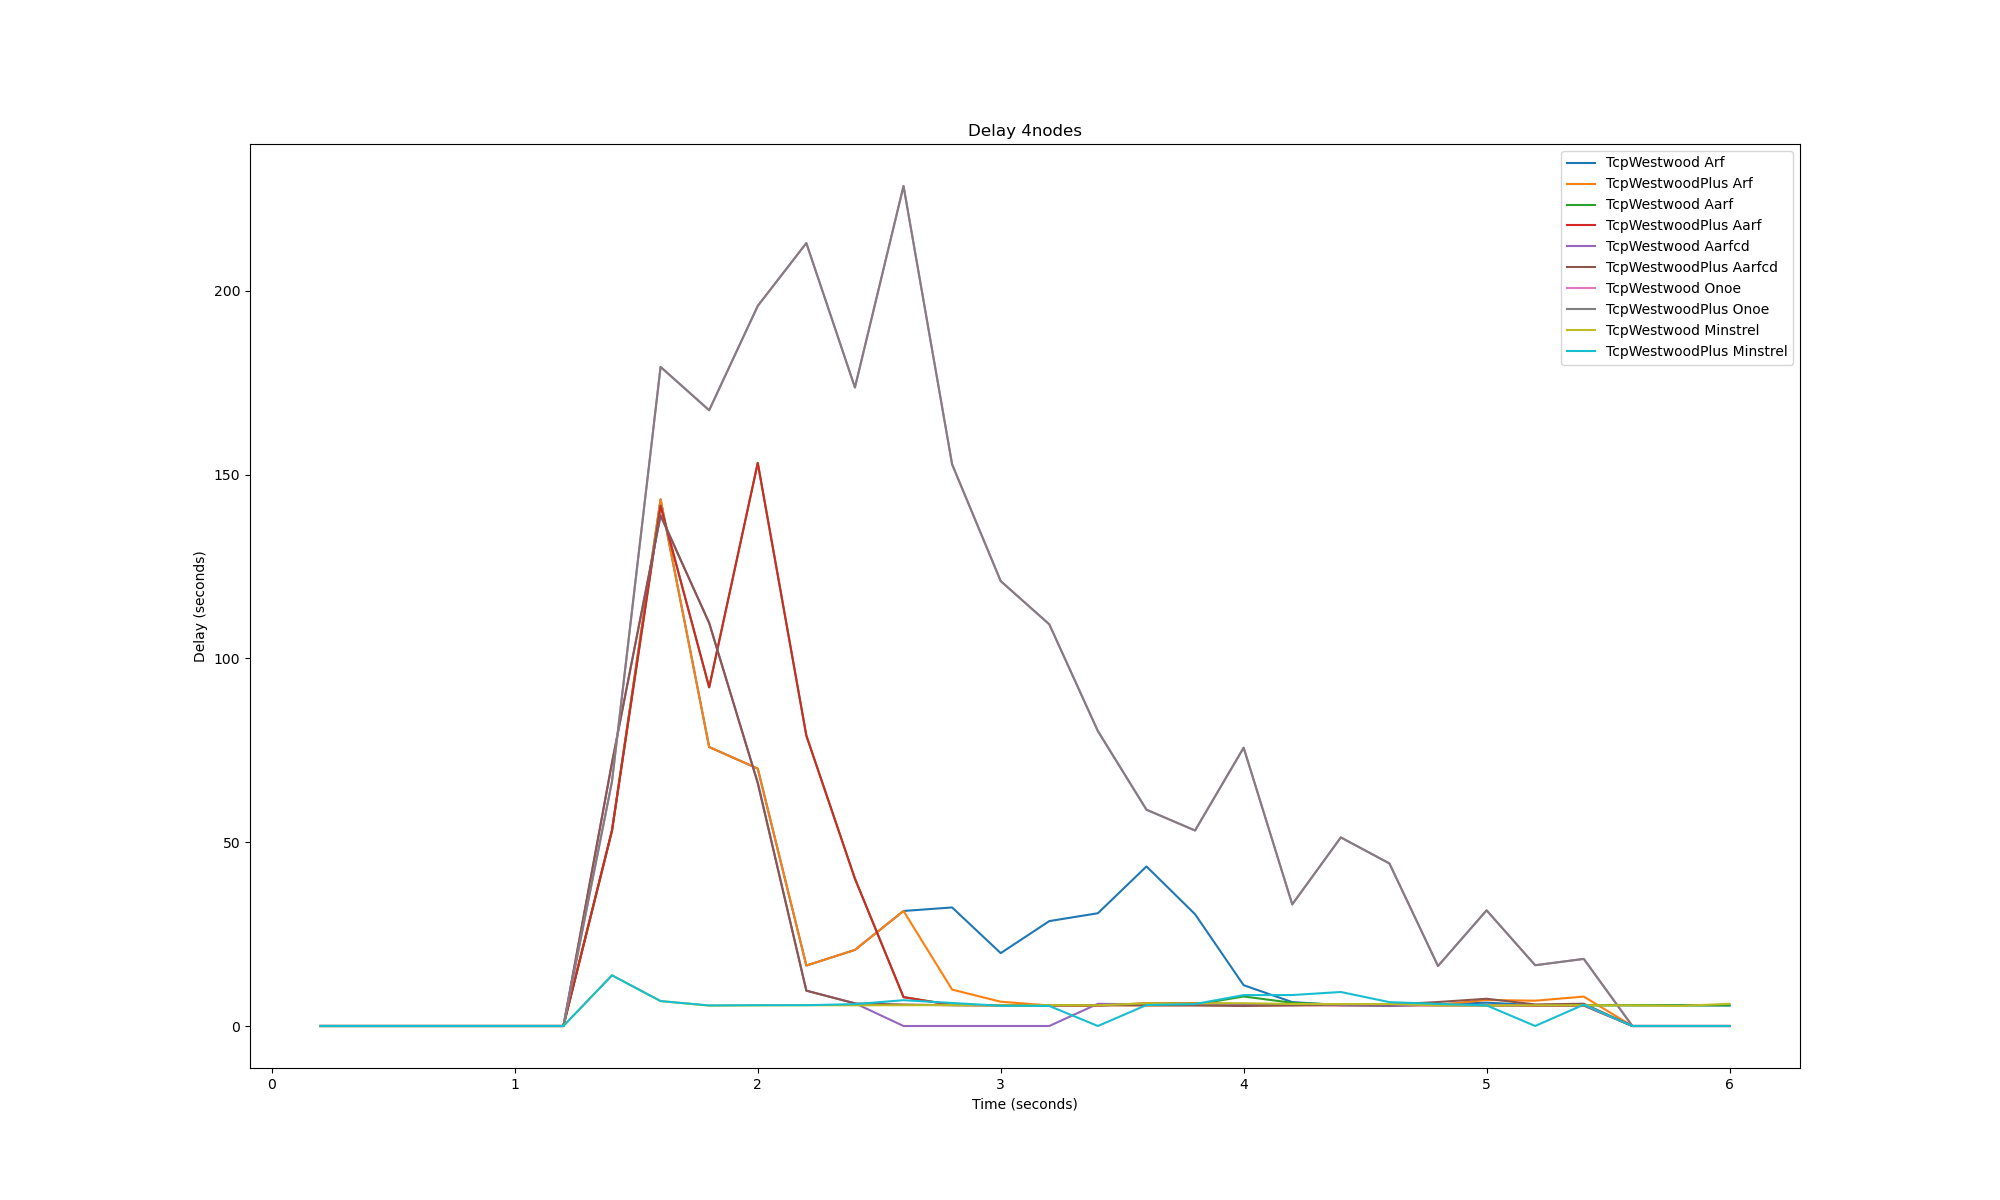 Delay 4nodes
TcpWestwood Arf
TcpWestwoodPlus Arf
TcpWestwood Aarf
TcpWestwoodPlus Aarf
TcpWestwood Aarfcd
TcpWestwoodPlus Aarfcd
TcpWestwood Onoe
TcpWestwoodPlus Onoe
TcpWestwood Minstrel
TcpWestwoodPlus Minstrel
Delay (seconds)
200
150
100
50
0
0 1 2 3 4 5 6
Time (seconds)